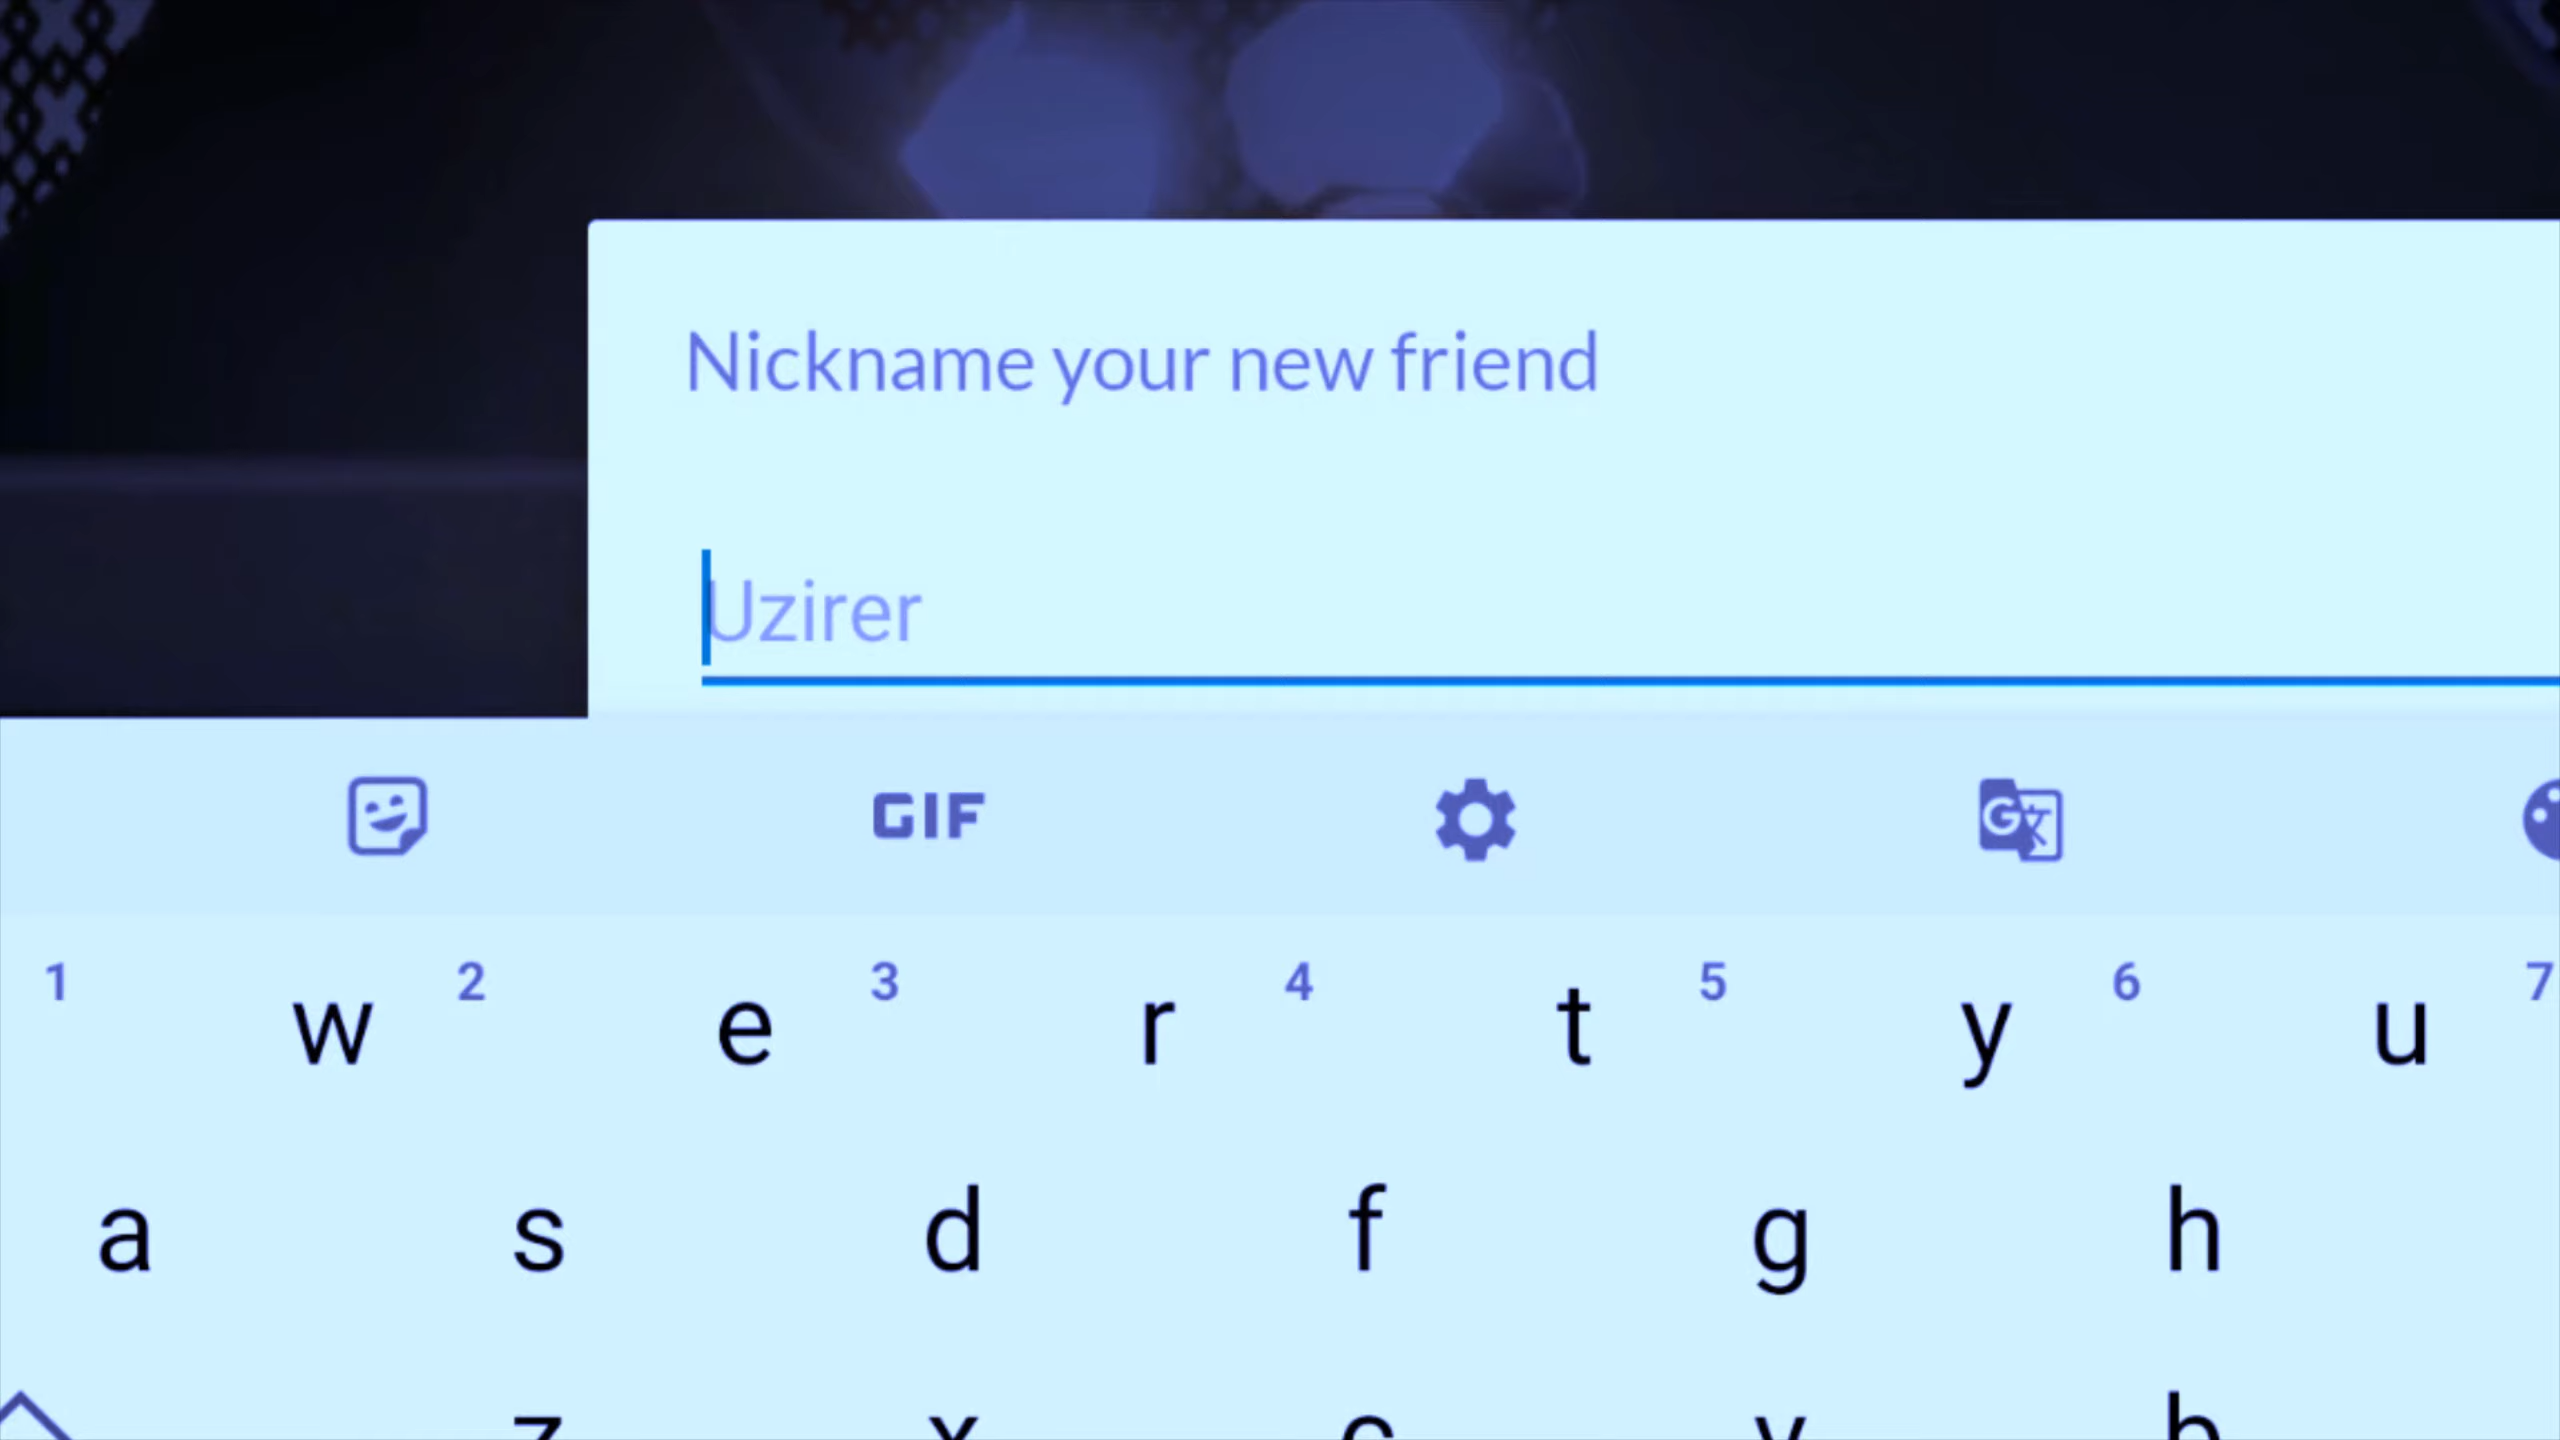 Nickname your new friend
Uzirer
GIF
1 2 3 4 5 6 7
w e r t y u
a s d f g h
z x c v b